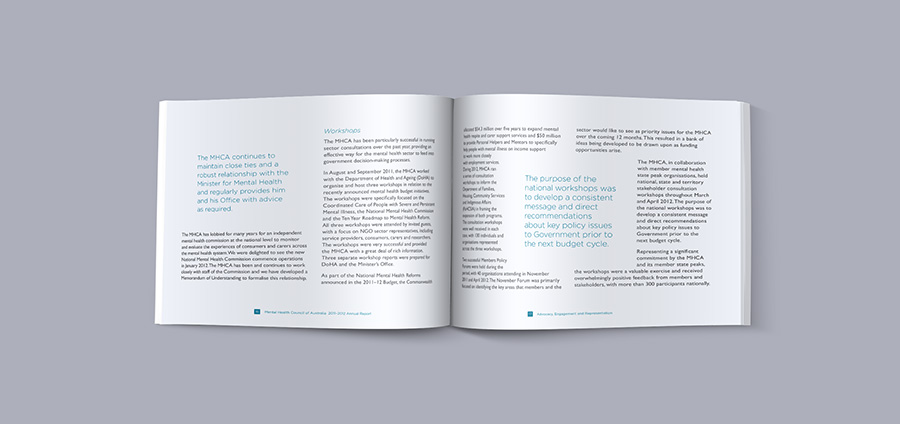 The MHCA continues to
maintain close ties and a
robust relationship with the
Minister for Mental Health
and regularly provides him
and his Office with advice
as required.
The MHCA has lobbied for many years for an independent
mental health commission at the national level to monitor
and evaluate the experiences of consumers and carers across
the mental health system. We were delighted to see the new
National Mental Health Commission commence operations
in January 2012. The MHCA has been and continues to work
closely with staff of the Commission and we have developed a
Memorandum of Understanding to formalise this relationship.
Workshops
The MHCA has been particularly successful in running
sector consultations over the past year, providing an
effective way for the mental health sector to feed into
government decision-making processes.
In August and September 2011, the MHCA worked
with the Department of Health and Ageing (DoHA) to
organise and host three workshops in relation to the
recently announced mental health budget initiatives.
The workshops were specifically focused on the
Coordinated Care of People with Severe and Persistent
Mental Illness, the National Mental Health Commission
and the Ten Year Roadmap to Mental Health Reform.
All three workshops were attended by invited guests,
with a focus on NGO sector representatives, including
service providers, consumers, carers and researchers.
The workshops were very successful and provided
the MHCA with a great deal of rich information.
Three separate workshop reports were prepared for
DoHA and the Minister's Office.
As part of the National Mental Health Reforms
announced in the 2011–12 Budget, the Commonwealth
Mental Health Council of Australia 2011-2012 Annual Report
allocated $54.3 million over five years to expand mental
health respite and carer support services and $50 million
to provide Personal Helpers and Mentors to specifically
help people with mental illness on income support
to work more closely
with employment services.
During 2012, MHCA ran
a series of consultation
workshops to inform the
Department of Families,
Housing, Community Services
and Indigenous Affairs
(FaHCSIA) in framing the
expansion of both programs.
The consultation workshops
were well received in each
with 100 individuals and
organisations represented
across the three workshops.
Two successful Members Policy
Forums were held during the
period, with 40 organisations attending in November
2011 and April 2012. The November Forum was primarily
focused on identifying the key areas that members and the
The purpose of the
national workshops was
to develop a consistent
message and direct
recommendations
about key policy issues
to Government prior to
the next budget cycle.
sector would like to see as priority issues for the MHCA
over the coming 12 months. This resulted in a bank of
ideas being developed to be drawn upon as funding
opportunities arise.
The MHCA, in collaboration
with member mental health
state peak organisations, held
national, state and territory
stakeholder consultation
workshops throughout March
and April 2012. The purpose of
the national workshops was to
develop a consistent message
and direct recommendations
about key policy issues to
Government prior to the
next budget cycle.
Representing a significant
commitment by the MHCA
and its member state peaks,
the workshops were a valuable exercise and received
overwhelmingly positive feedback from members and
stakeholders, with more than 300 participants nationally.
Advocacy, Engagement and Representation